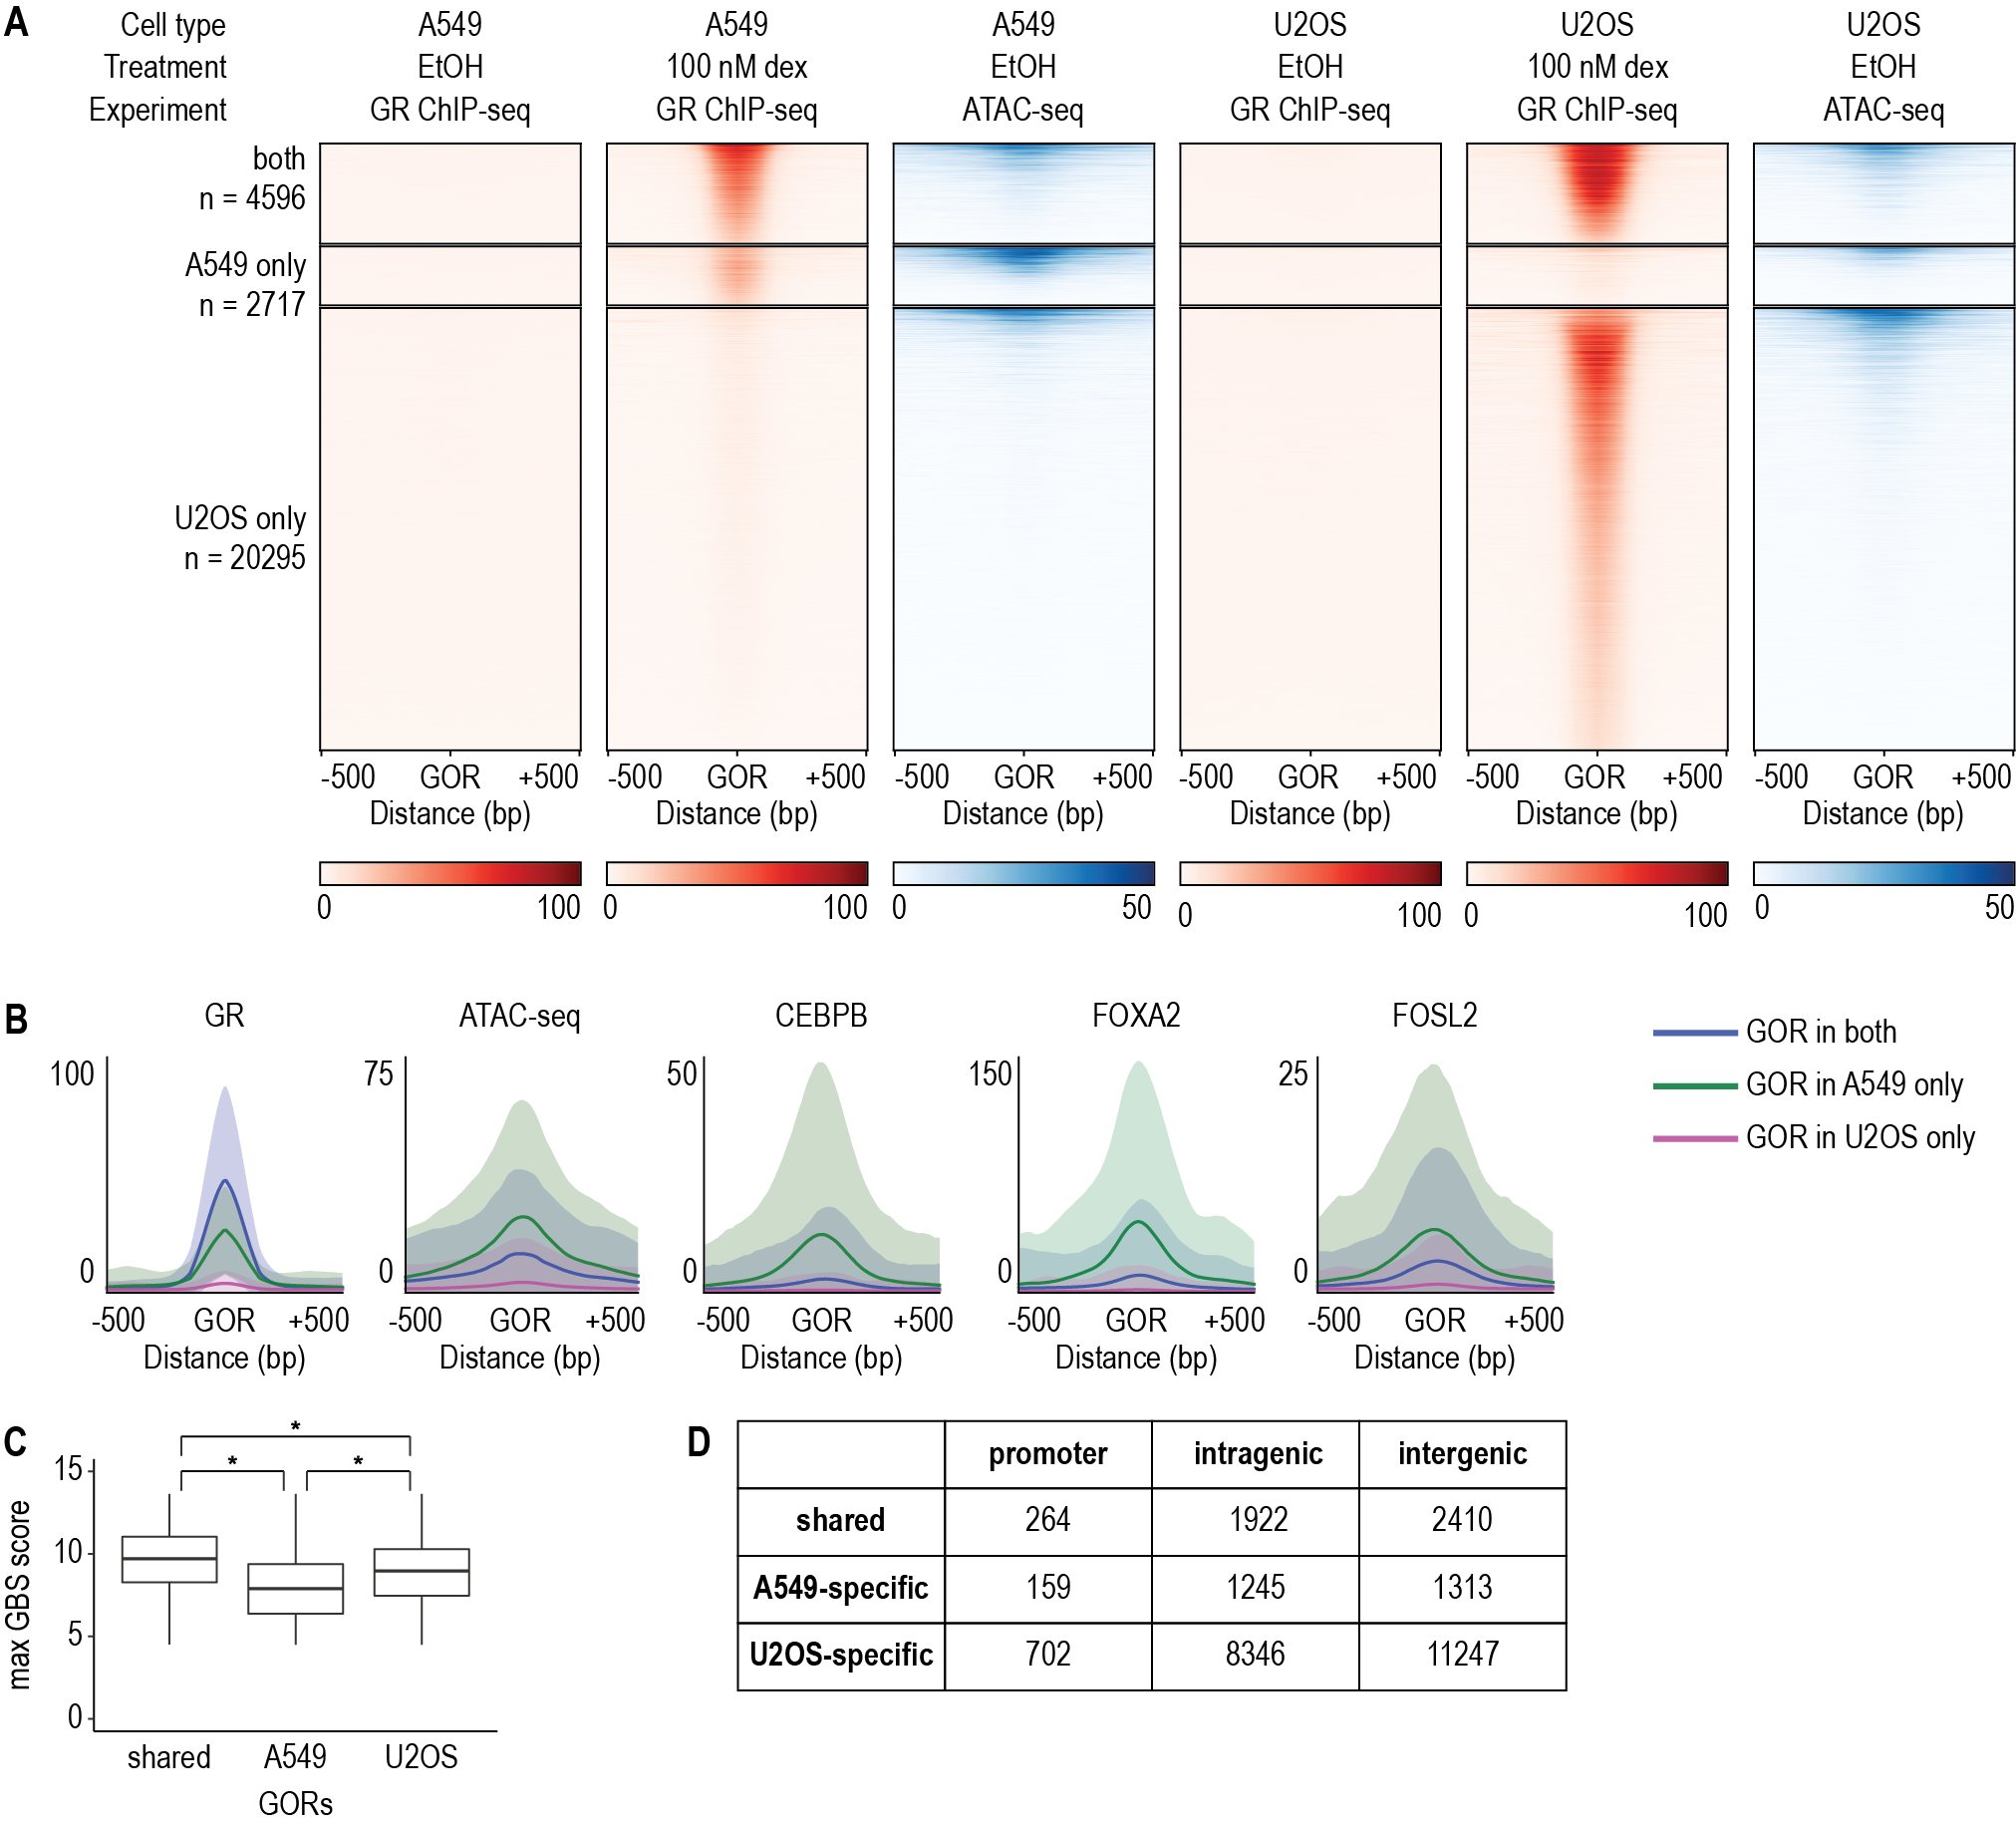 A
Cell type A549 A549 A549 U2OS U2OS U2OS
Treatment EtOH 100 nM dex EtOH EtOH 100 nM dex EtOH
Experiment GR ChIP-seq GR ChIP-seq ATAC-seq GR ChIP-seq GR ChIP-seq ATAC-seq
both
n = 4596
A549 only
n = 2717
U2OS only
n = 20295
-500 GOR +500 -500 GOR +500 -500 GOR +500 -500 GOR +500 -500 GOR +500 -500 GOR +500
Distance (bp) Distance (bp) Distance (bp) Distance (bp) Distance (bp) Distance (bp)
0 100 0 100 0 50 0 100 0 100 0 50
B
GR ATAC-seq CEBPB FOXA2 FOSL2
100 75 50 150 25
0 0 0 0 0
-500 GOR +500 -500 GOR +500 -500 GOR +500 -500 GOR +500 -500 GOR +500
Distance (bp) Distance (bp) Distance (bp) Distance (bp) Distance (bp)
GOR in both
GOR in A549 only
GOR in U2OS only
C
*
* *
max GBS score
15
10
5
0
shared A549 U2OS
GORs
D
promoter intragenic intergenic
shared 264 1922 2410
A549-specific 159 1245 1313
U2OS-specific 702 8346 11247